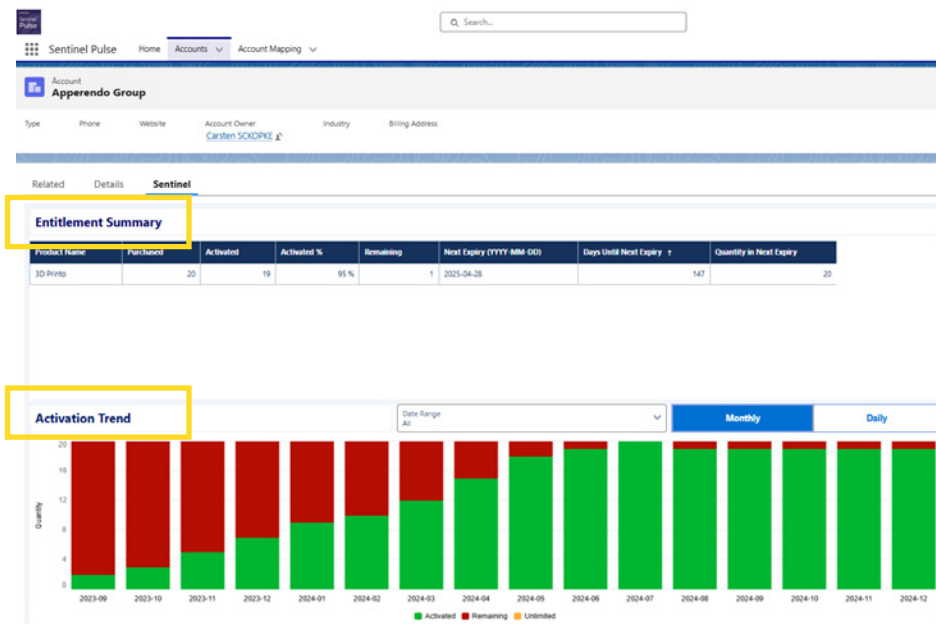 Sentinel Pulse
Search...
Sentinel Pulse Home Accounts Account Mapping
Account
Apperendo Group
Type Phone Website Account Owner Industry Billing Address
Carsten SCKOPKE
Related Details Sentinel
Entitlement Summary
Product Name Purchased Activated Activated % Remaining Next Expiry (YYYY-MM-DD) Days Until Next Expiry ↑ Quantity in Next Expiry
3D Printo 20 19 95 % 1 2025-04-28 147 20
Activation Trend
Date Range
All
Monthly Daily
20
16
12
8
4
0
Quantity
2023-09 2023-10 2023-11 2023-12 2024-01 2024-02 2024-03 2024-04 2024-05 2024-06 2024-07 2024-08 2024-09 2024-10 2024-11 2024-12
Activated Remaining Unlimited